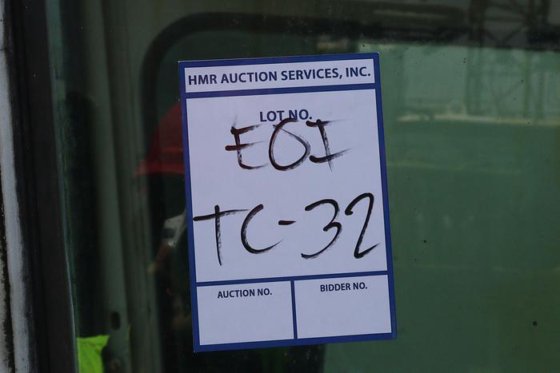 HMR AUCTION SERVICES, INC.
LOT NO.
EOI
TC-32
AUCTION NO.
BIDDER NO.